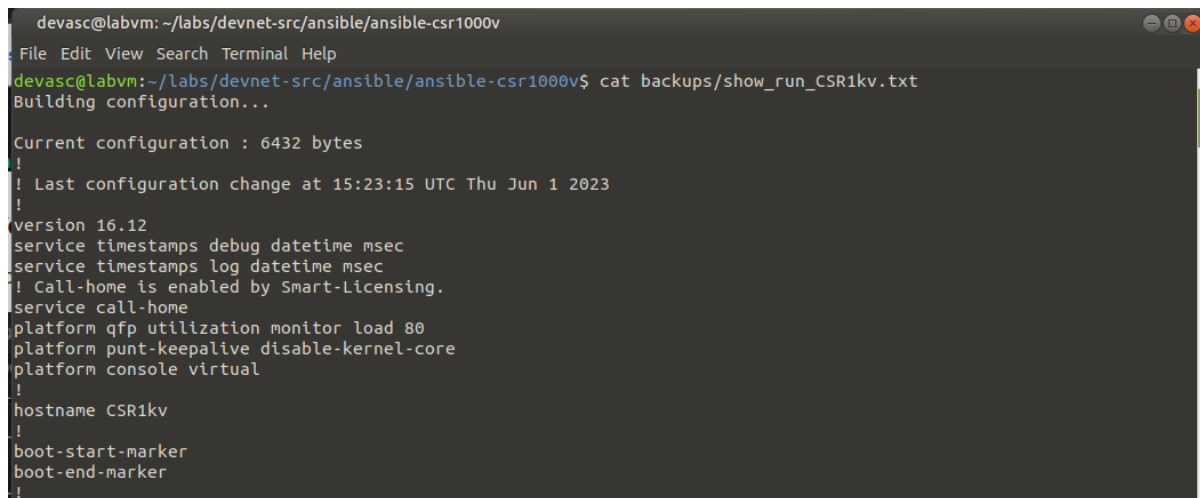 devasc@labvm: ~/labs/devnet-src/ansible/ansible-csr1000v
File Edit View Search Terminal Help
devasc@labvm:~/labs/devnet-src/ansible/ansible-csr1000v$ cat backups/show_run_CSR1kv.txt
Building configuration...
Current configuration : 6432 bytes
!
! Last configuration change at 15:23:15 UTC Thu Jun 1 2023
!
version 16.12
service timestamps debug datetime msec
service timestamps log datetime msec
! Call-home is enabled by Smart-Licensing.
service call-home
platform qfp utilization monitor load 80
platform punt-keepalive disable-kernel-core
platform console virtual
!
hostname CSR1kv
!
boot-start-marker
boot-end-marker
!